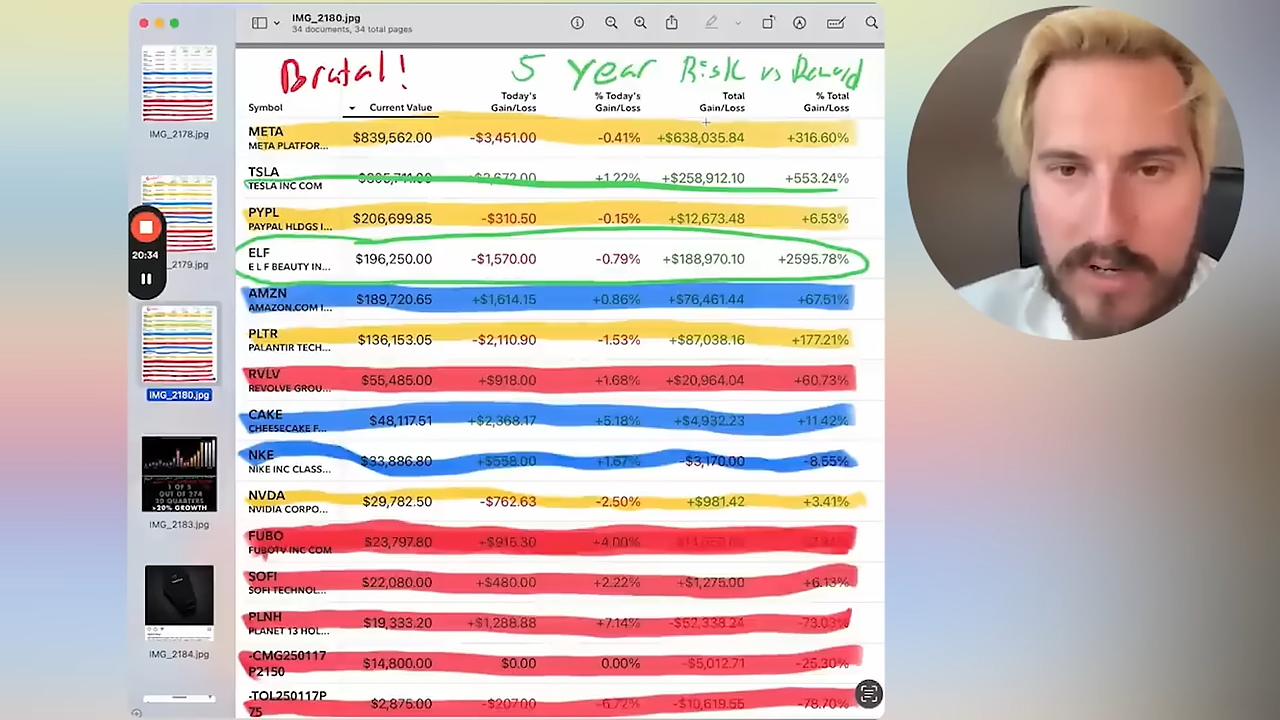 IMG_2180.jpg
34 documents, 34 total pages
Brutal! 5 Year Risk vs Reward
Symbol Current Value Today's Gain/Loss % Today's Gain/Loss Total Gain/Loss % Total Gain/Loss
META $839,562.00 -$3,451.00 -0.41% +$638,035.84 +316.60%
META PLATFOR...
TSLA +$258,912.10 +553.24%
TESLA INC COM
PYPL $206,699.85 -$310.50 -0.15% +$12,673.48 +6.53%
PAYPAL HLDGS I...
ELF $196,250.00 -$1,570.00 -0.79% +$188,970.10 +2595.78%
E L F BEAUTY IN...
AMZN $189,720.65 +$1,614.15 +0.86% +$76,461.44 +67.51%
AMAZON.COM I...
PLTR $136,153.05 -$2,110.90 -1.53% +$87,038.16 +177.21%
PALANTIR TECH...
RVLV $55,485.00 +$918.00 +1.68% +$20,964.04 +60.73%
REVOLVE GROU...
CAKE $48,117.51 +$2,368.17 +5.18% +$4,932.23 +11.42%
CHEESECAKE F...
NKE $33,886.80 +$558.00 +1.67% -$3,170.00 -8.55%
NIKE INC CLASS...
NVDA $29,782.50 -$762.63 -2.50% +$981.42 +3.41%
NVIDIA CORPO...
FUBO $23,797.80 +$915.30 +4.00%
FUBOTV INC COM
SOFI $22,080.00 +$480.00 +2.22% +$1,275.00 +6.13%
SOFI TECHNOL...
PLNH $19,333.20 +$1,288.88 +7.14% -$52,338.24 -73.03%
PLANET 13 HOL...
-CMG250117 $14,800.00 $0.00 0.00% -$5,012.71 -25.30%
P2150
-TOL250117P $2,875.00 -$207.00 -6.72% -$10,619.55 -78.70%
75
IMG_2178.jpg
_2179.jpg
20:34
IMG_2180.jpg
1 OF 5
OUT OF 274
20 QUARTERS
>20% GROWTH
IMG_2183.jpg
IMG_2184.jpg